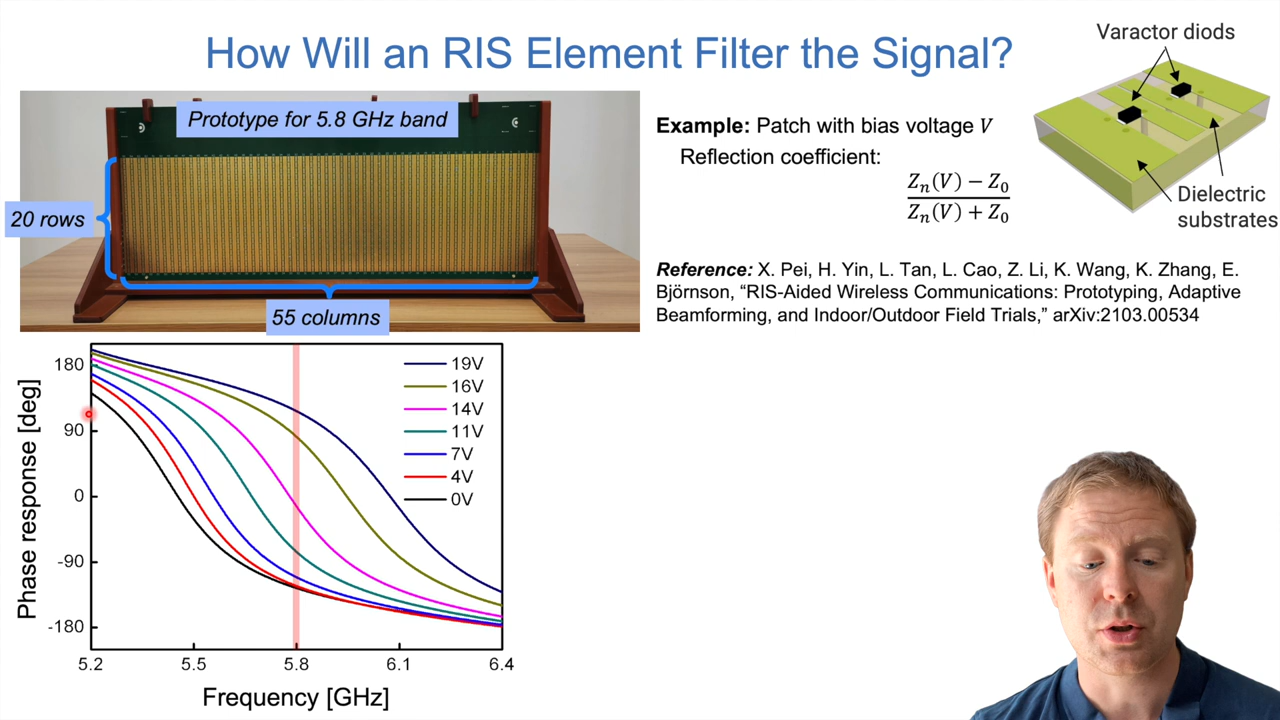 How Will an RIS Element Filter the Signal?
Varactor diods
Prototype for 5.8 GHz band
Example: Patch with bias voltage V
Reflection coefficient:
Zₙ(V) − Z₀
Zₙ(V) + Z₀
Dielectric
substrates
20 rows
55 columns
Reference: X. Pei, H. Yin, L. Tan, L. Cao, Z. Li, K. Wang, K. Zhang, E.
Björnson, “RIS-Aided Wireless Communications: Prototyping, Adaptive
Beamforming, and Indoor/Outdoor Field Trials,” arXiv:2103.00534
Phase response [deg]
180
90
0
-90
-180
19V
16V
14V
11V
7V
4V
0V
5.2 5.5 5.8 6.1 6.4
Frequency [GHz]